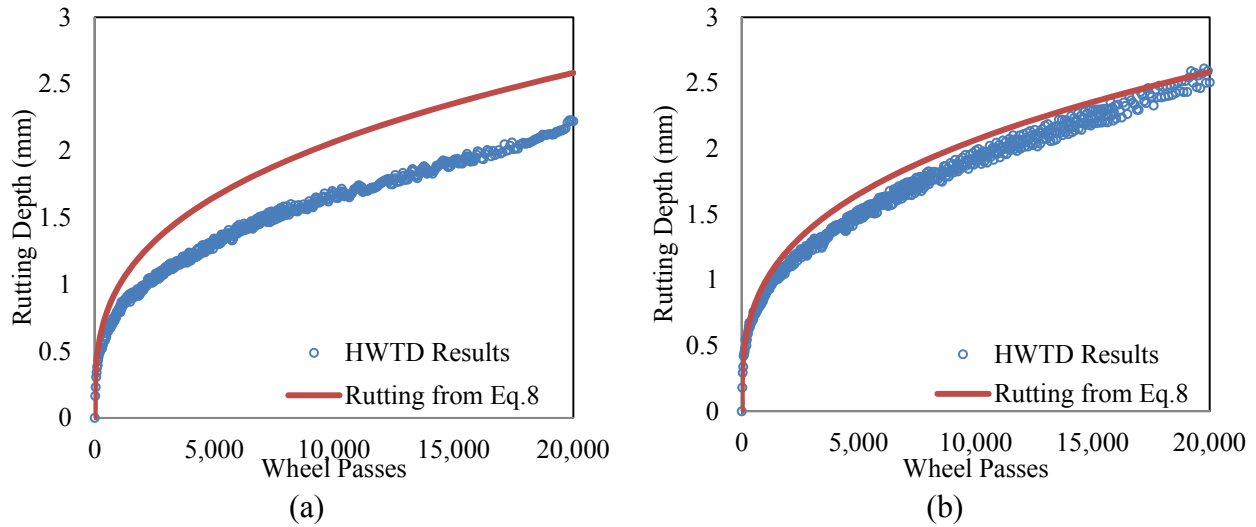 3
2.5
2
1.5
1
0.5
0
Rutting Depth (mm)
HWTD Results
Rutting from Eq.8
0 5,000 10,000 15,000 20,000
Wheel Passes
(a)
3
2.5
2
1.5
1
0.5
0
Rutting Depth (mm)
HWTD Results
Rutting from Eq.8
0 5,000 10,000 15,000 20,000
Wheel Passes
(b)